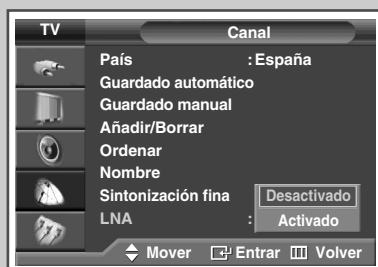 TV
Canal
País : España
Guardado automático
Guardado manual
Añadir/Borrar
Ordenar
Nombre
Sintonización fina
Desactivado
LNA :
Activado
Mover Entrar Volver